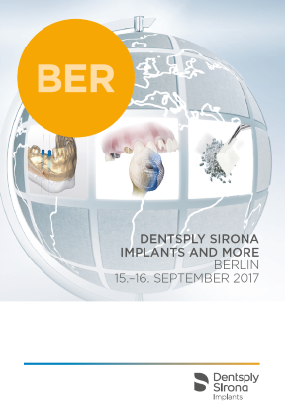 BER
DENTSPLY SIRONA
IMPLANTS AND MORE
BERLIN
15.–16. SEPTEMBER 2017
Dentsply
Sirona
Implants